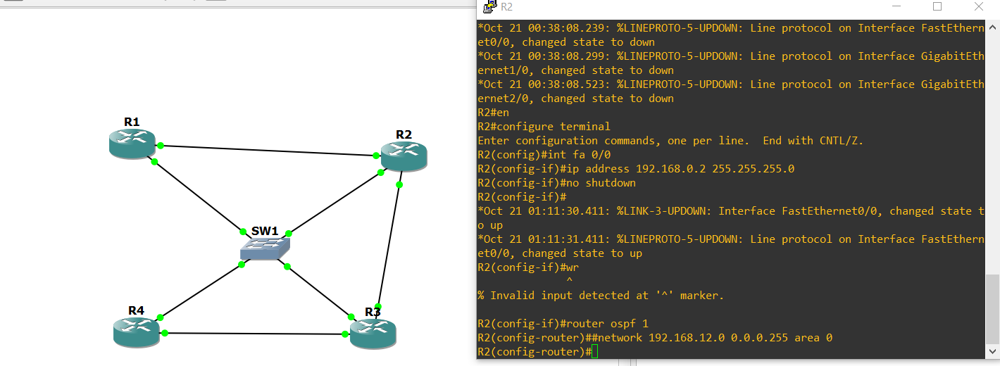 R2
*Oct 21 00:38:08.239: %LINEPROTO-5-UPDOWN: Line protocol on Interface FastEthern
et0/0, changed state to down
*Oct 21 00:38:08.299: %LINEPROTO-5-UPDOWN: Line protocol on Interface GigabitEth
ernet1/0, changed state to down
*Oct 21 00:38:08.523: %LINEPROTO-5-UPDOWN: Line protocol on Interface GigabitEth
ernet2/0, changed state to down
R2#en
R2#configure terminal
Enter configuration commands, one per line.  End with CNTL/Z.
R2(config)#int fa 0/0
R2(config-if)#ip address 192.168.0.2 255.255.255.0
R2(config-if)#no shutdown
R2(config-if)#
*Oct 21 01:11:30.411: %LINK-3-UPDOWN: Interface FastEthernet0/0, changed state t
o up
*Oct 21 01:11:31.411: %LINEPROTO-5-UPDOWN: Line protocol on Interface FastEthern
et0/0, changed state to up
R2(config-if)#wr
^
% Invalid input detected at '^' marker.
R2(config-if)#router ospf 1
R2(config-router)##network 192.168.12.0 0.0.0.255 area 0
R2(config-router)#
R1
R2
SW1
R4
R3